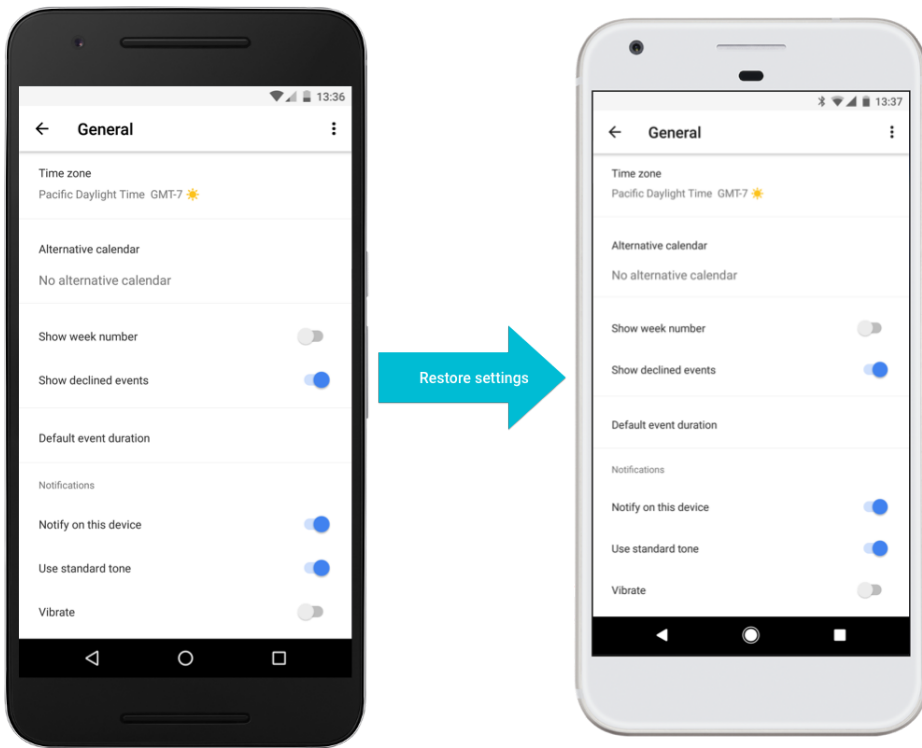 13:36
General
Time zone
Pacific Daylight Time GMT-7
Alternative calendar
No alternative calendar
Show week number
Show declined events
Default event duration
Notifications
Notify on this device
Use standard tone
Vibrate
Restore settings
13:37
General
Time zone
Pacific Daylight Time GMT-7
Alternative calendar
No alternative calendar
Show week number
Show declined events
Default event duration
Notifications
Notify on this device
Use standard tone
Vibrate